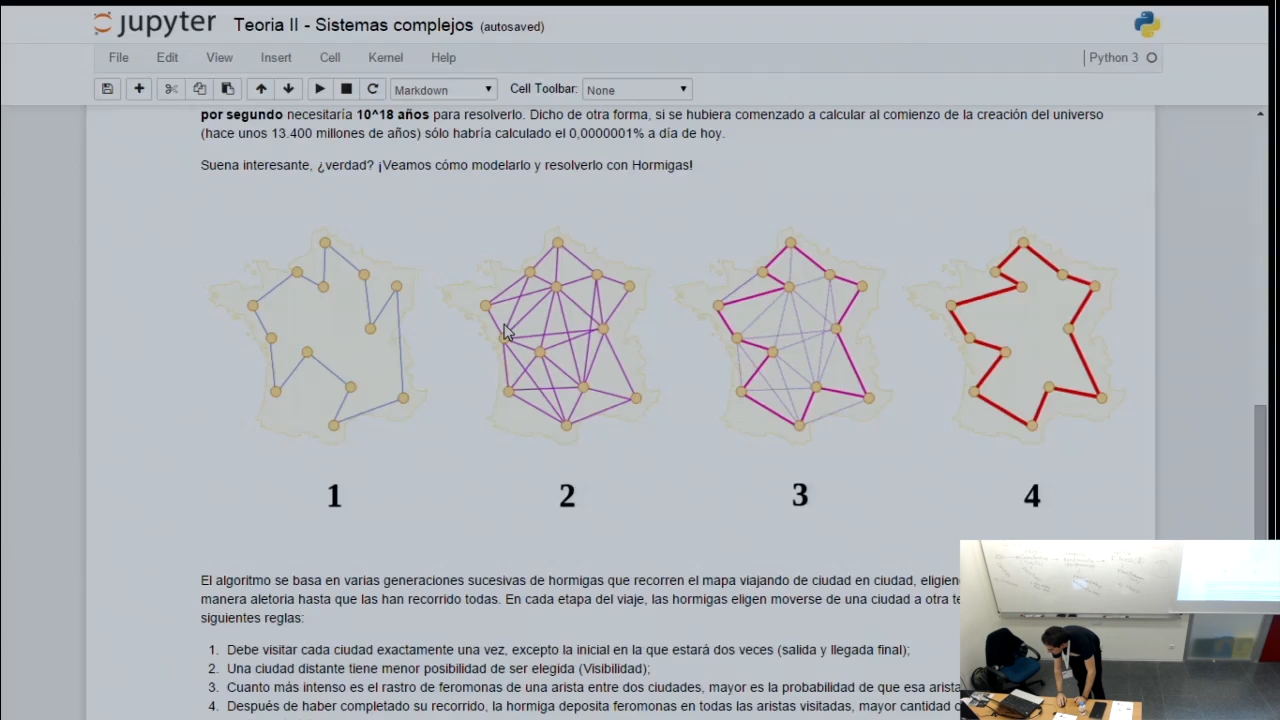 jupyter Teoria II - Sistemas complejos (autosaved)
File Edit View Insert Cell Kernel Help Python 3
Markdown Cell Toolbar: None
por segundo necesitaría 10^18 años para resolverlo. Dicho de otra forma, si se hubiera comenzado a calcular al comienzo de la creación del universo
(hace unos 13.400 millones de años) sólo habría calculado el 0,0000001% a día de hoy.
Suena interesante, ¿verdad? ¡Veamos cómo modelarlo y resolverlo con Hormigas!
1 2 3 4
El algoritmo se basa en varias generaciones sucesivas de hormigas que recorren el mapa viajando de ciudad en ciudad,
manera aletoria hasta que las han recorrido todas. En cada etapa del viaje, las hormigas eligen moverse de una ciudad a otra
siguientes reglas:
1. Debe visitar cada ciudad exactamente una vez, excepto la inicial en la que estará dos veces (salida y llegada final);
2. Una ciudad distante tiene menor posibilidad de ser elegida (Visibilidad);
3. Cuanto más intenso es el rastro de feromonas de una arista entre dos ciudades, mayor es la probabilidad de que esa arista
4. Después de haber completado su recorrido, la hormiga deposita feromonas en todas las aristas visitadas, mayor cantidad